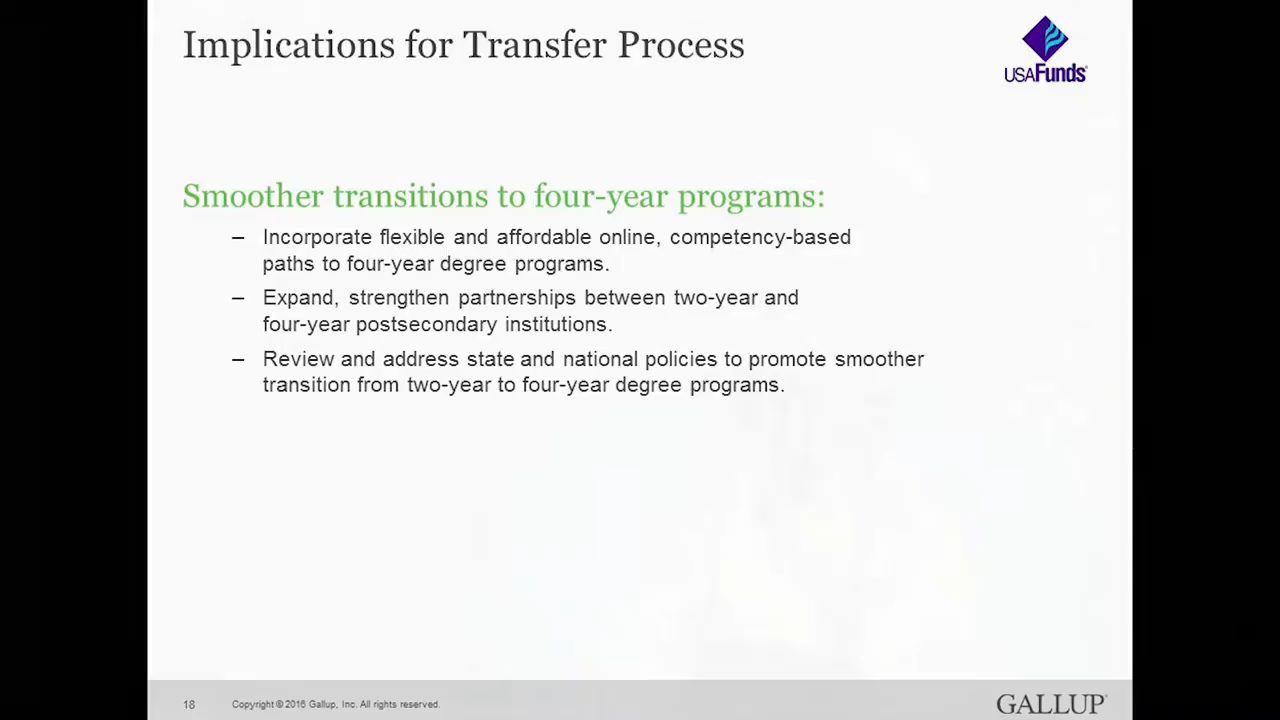 Implications for Transfer Process
USAFunds
Smoother transitions to four-year programs:
– Incorporate flexible and affordable online, competency-based
paths to four-year degree programs.
– Expand, strengthen partnerships between two-year and
four-year postsecondary institutions.
– Review and address state and national policies to promote smoother
transition from two-year to four-year degree programs.
18 Copyright © 2016 Gallup, Inc. All rights reserved.
GALLUP®